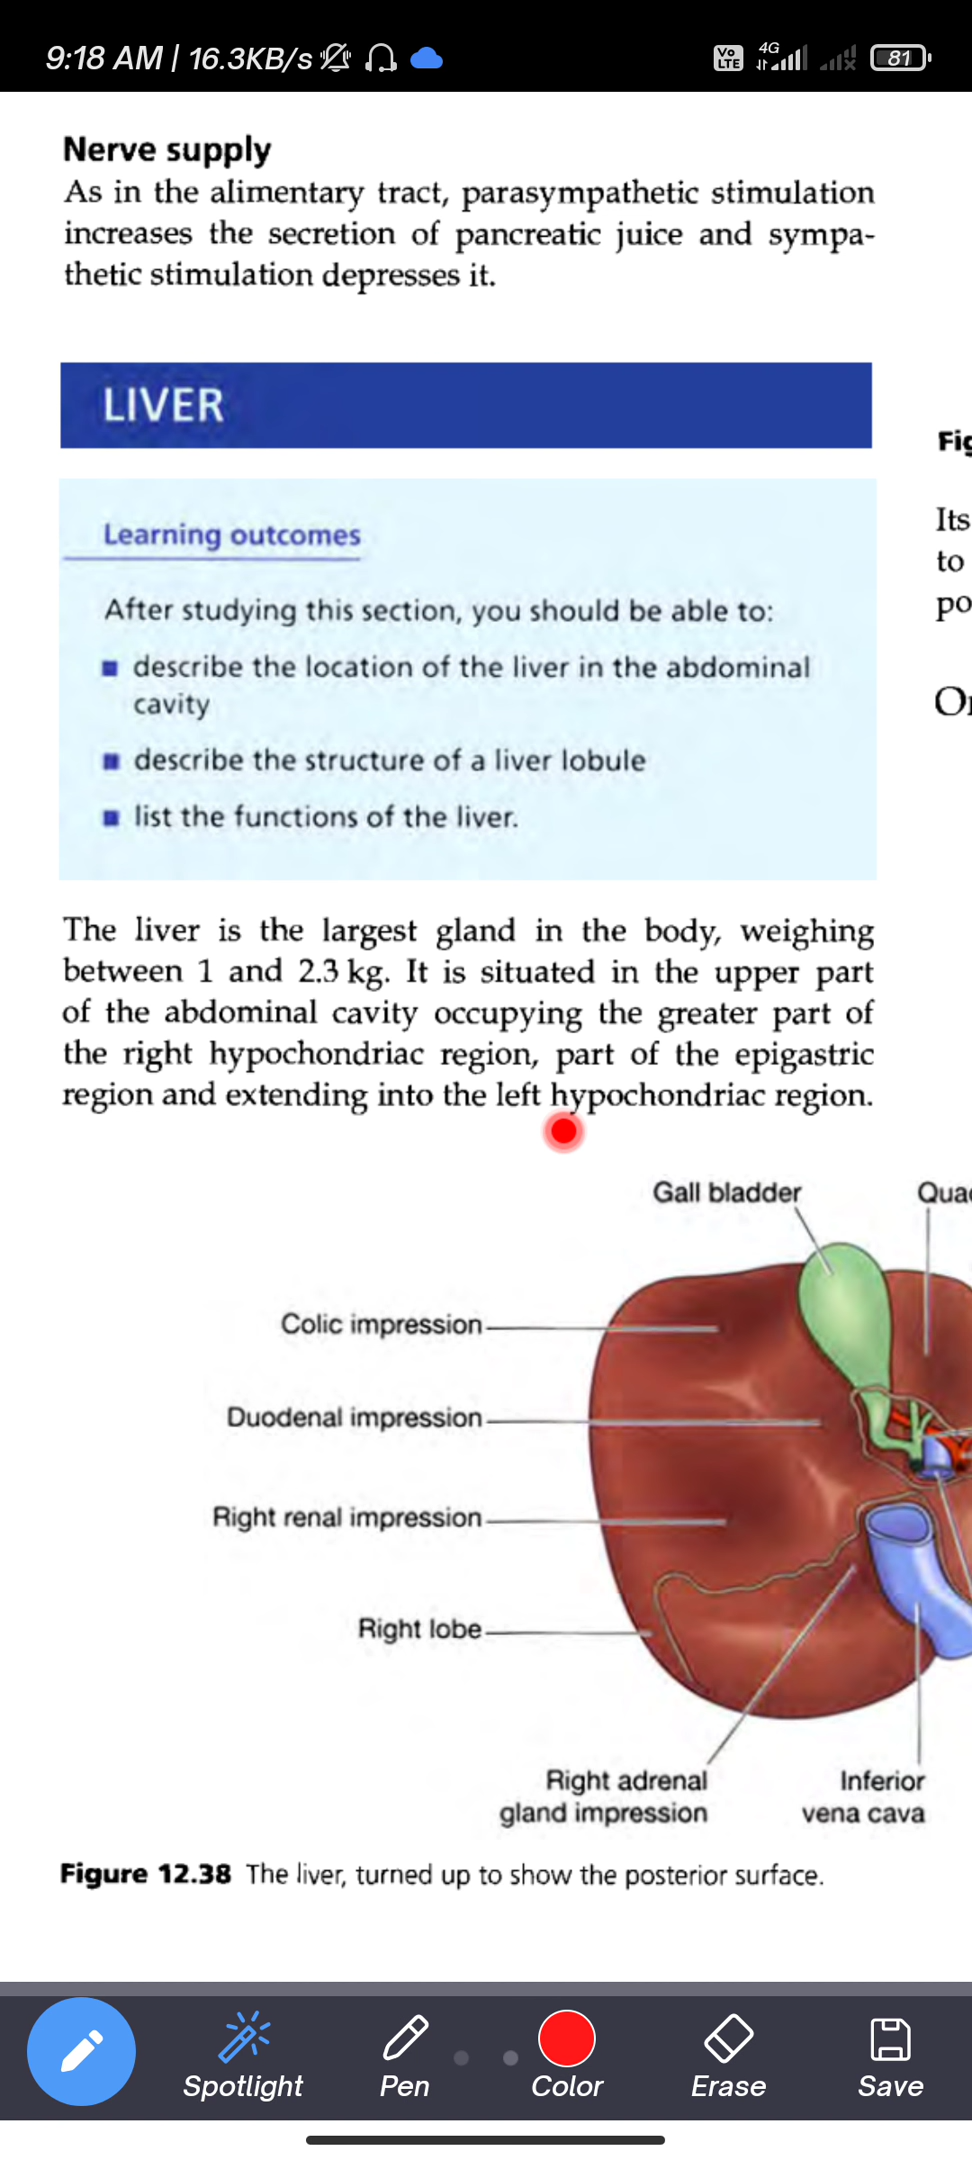 9:18 AM | 16.3KB/s
Vo LTE 4G 81
Nerve supply
As in the alimentary tract, parasympathetic stimulation
increases the secretion of pancreatic juice and sympa-
thetic stimulation depresses it.
LIVER
Learning outcomes
After studying this section, you should be able to:
■ describe the location of the liver in the abdominal
cavity
■ describe the structure of a liver lobule
■ list the functions of the liver.
The liver is the largest gland in the body, weighing
between 1 and 2.3 kg. It is situated in the upper part
of the abdominal cavity occupying the greater part of
the right hypochondriac region, part of the epigastric
region and extending into the left hypochondriac region.
Fig
Its
to
po
Gall bladder
Colic impression
Duodenal impression
Right renal impression
Right lobe
Right adrenal
gland impression
Inferior
vena cava
Figure 12.38 The liver, turned up to show the posterior surface.
Spotlight Pen Color Erase Save